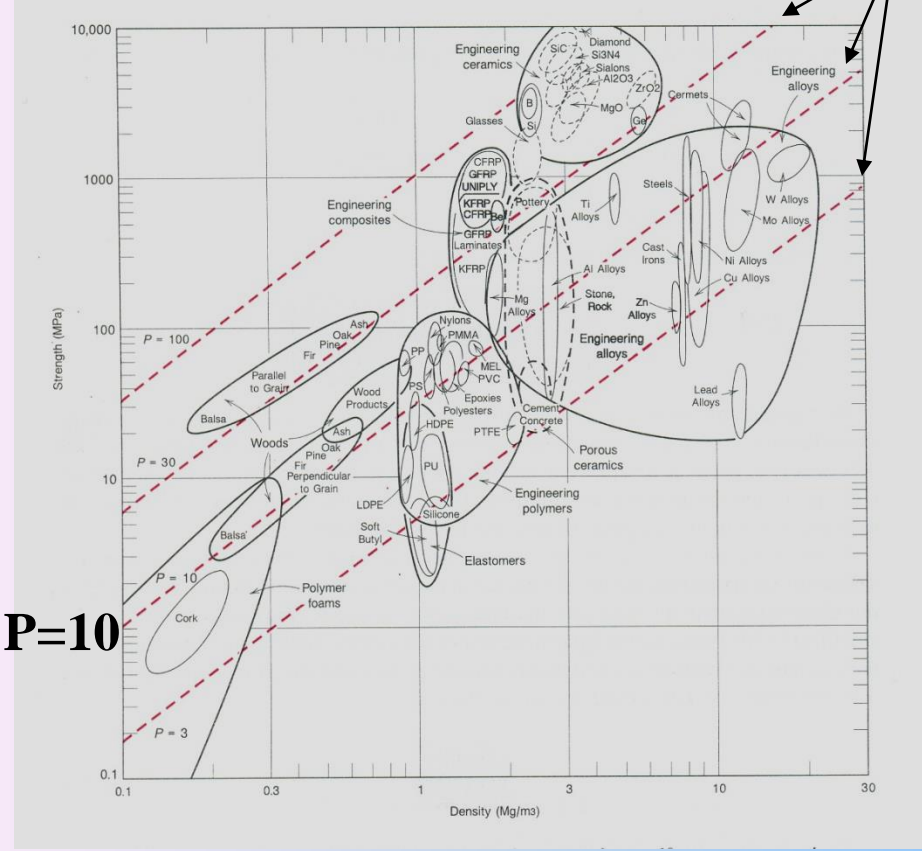 10,000
Engineering
ceramics
SiC
Diamond
Si3N4
Sialons
Al2O3
ZrO2
Engineering
alloys
B
MgO
Cermets
Glasses
Si
Ge
1000
CFRP
GFRP
UNIPLY
KFRP
CFRP
Be
Engineering
composites
GFRP
Laminates
KFRP
Pottery
Ti
Alloys
Steels
W Alloys
Mo Alloys
Cast
Irons
Ni Alloys
Cu Alloys
Al Alloys
Stone,
Rock
Zn
Alloys
Mg
Alloys
Engineering
alloys
Strength (MPa)
100
P = 100
Ash
Oak
Pine
Fir
Parallel
to Grain
Balsa
Nylons
PMMA
PP
MEL
PVC
PS
Epoxies
Polyesters
Wood
Products
HDPE
Lead
Alloys
Cement
Concrete
PTFE
Porous
ceramics
Woods
Ash
Oak
Pine
Fir
Perpendicular
to Grain
P = 30
10
PU
LDPE
Engineering
polymers
Silicone
Soft
Butyl
Elastomers
Balsa
P = 10
Polymer
foams
Cork
P=10
P = 3
0.1
0.1
0.3
1
3
10
30
Density (Mg/m3)